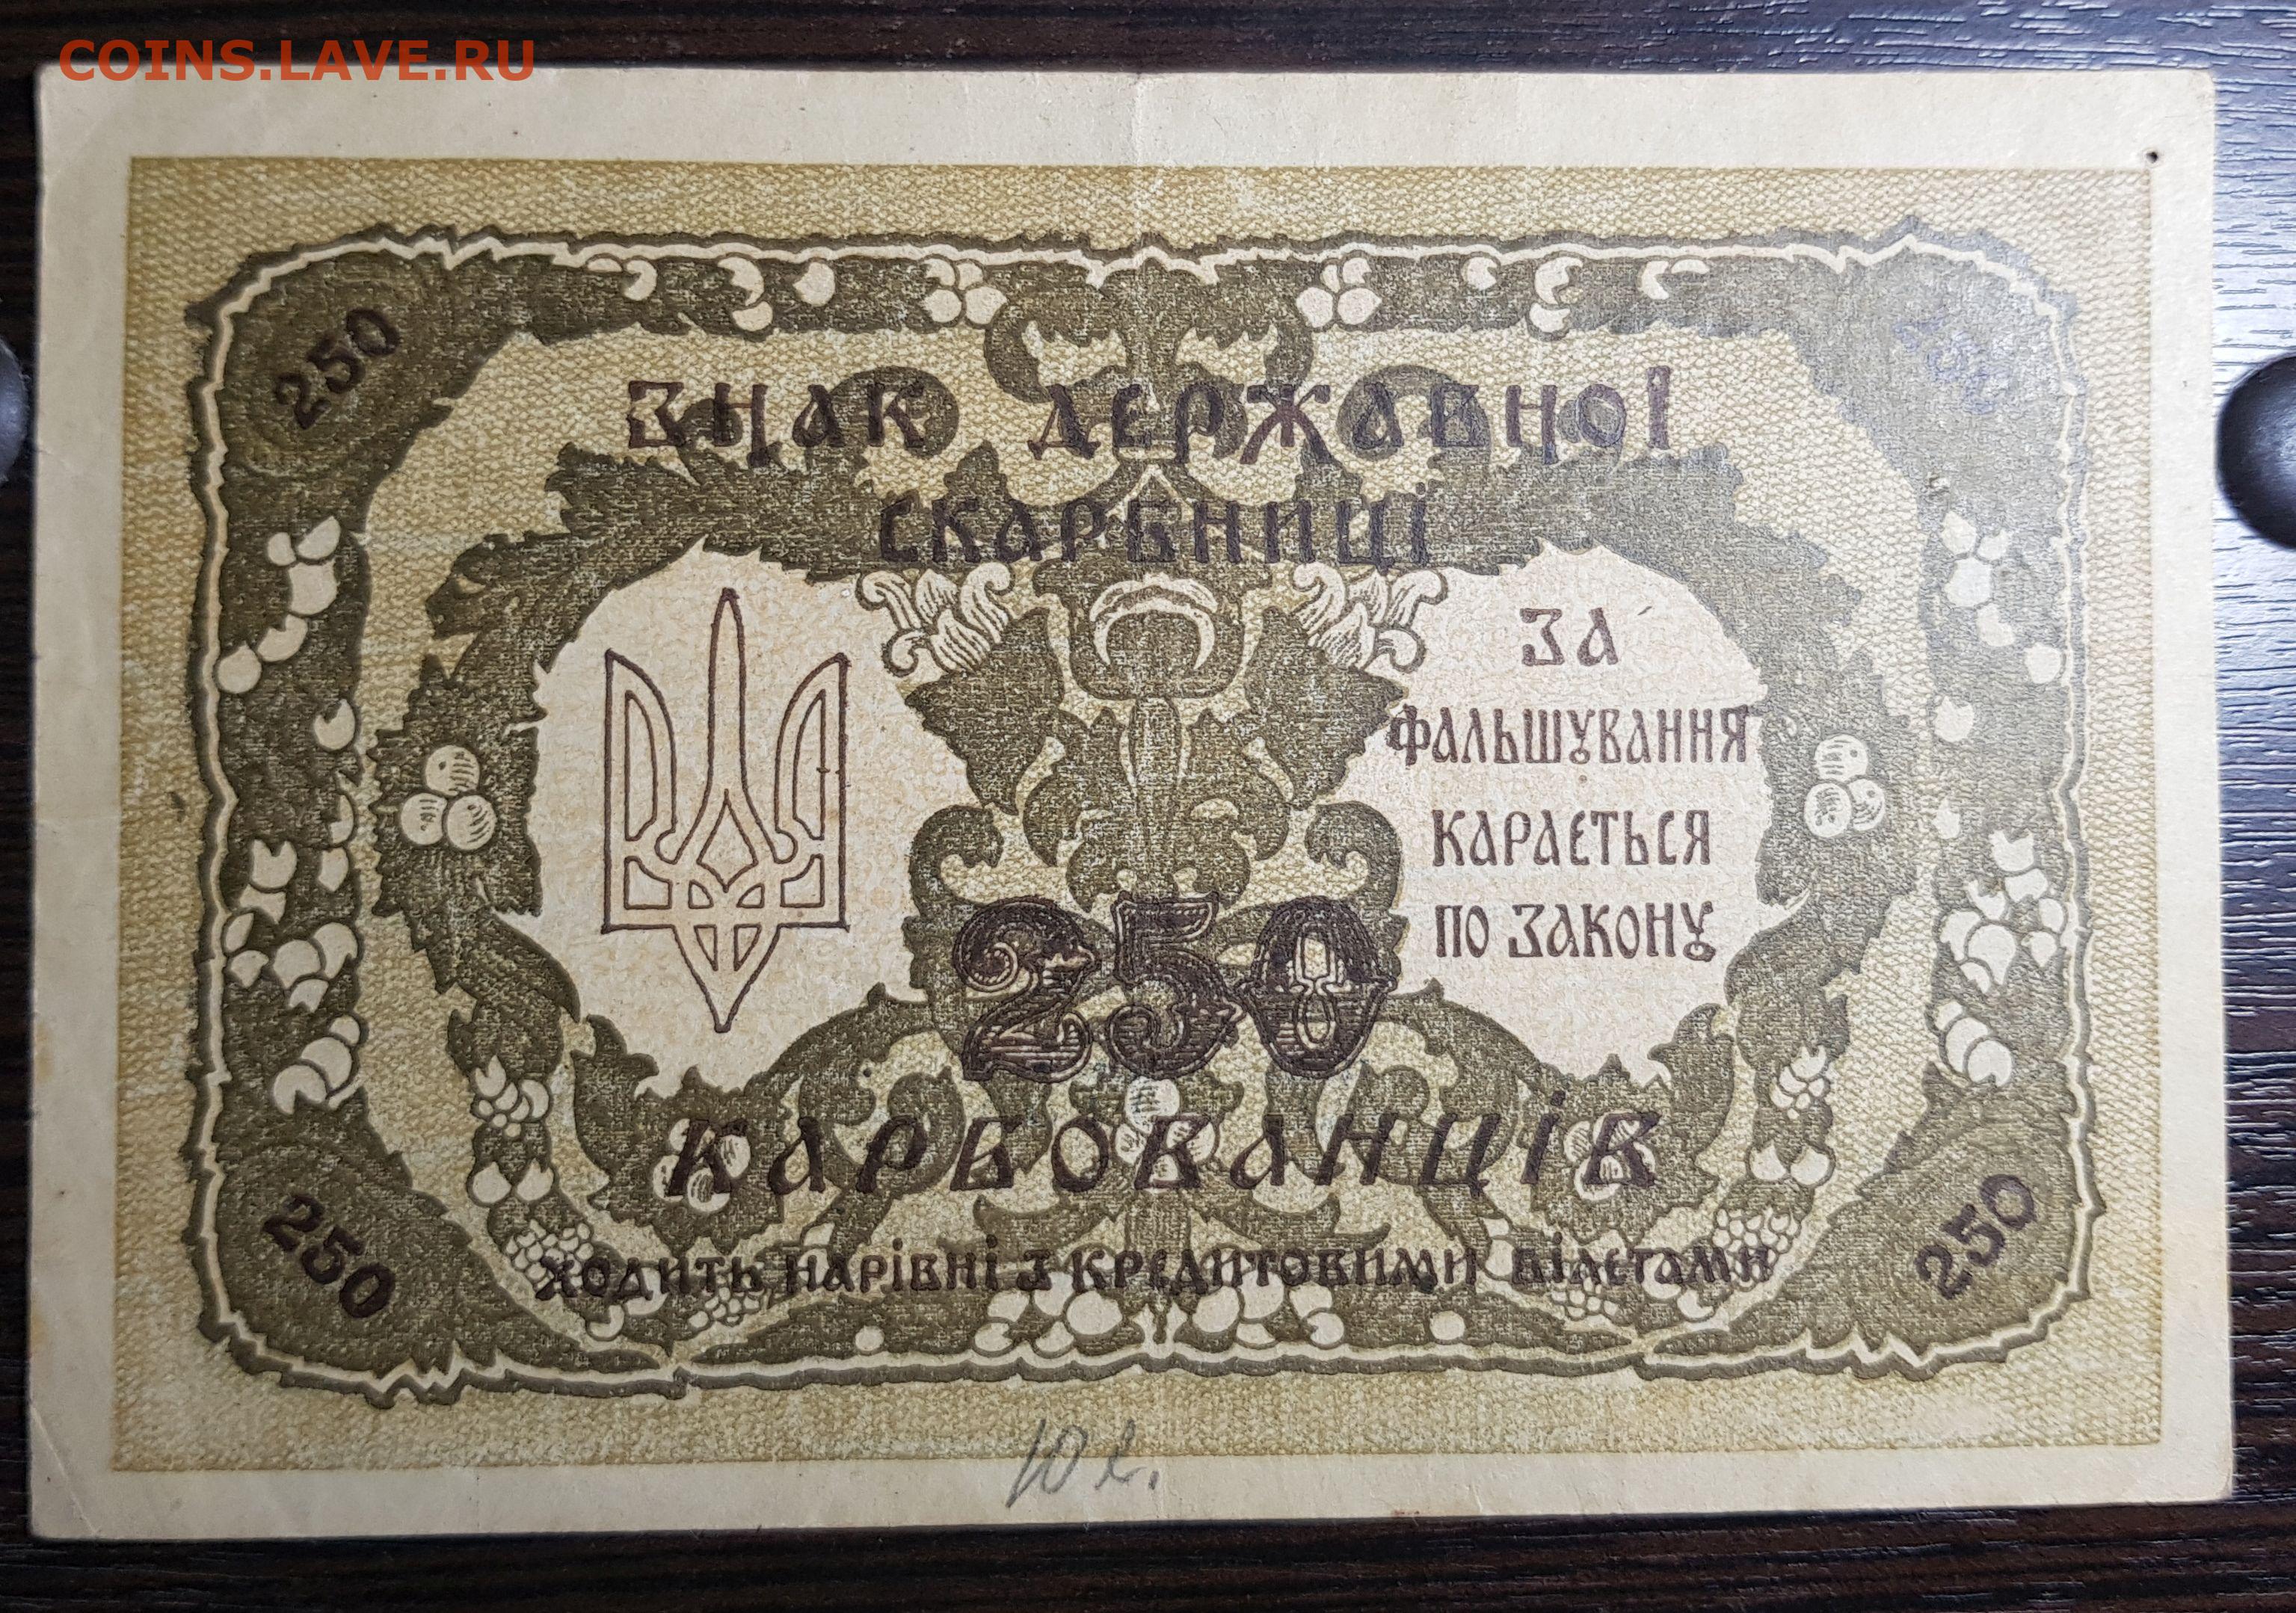 COINS.LAVE.RU
250
250
ЗНАК ДЕРЖАВНОЇ
СКАРБНИЦІ
ЗА
ФАЛЬШУВАННЯ
КАРАЄТЬСЯ
ПО ЗАКОНУ
250
КАРБОВАНЦІВ
250
250
ХОДИТЬ НАРІВНІ З КРЕДИТОВИМИ БІЛЕТАМИ